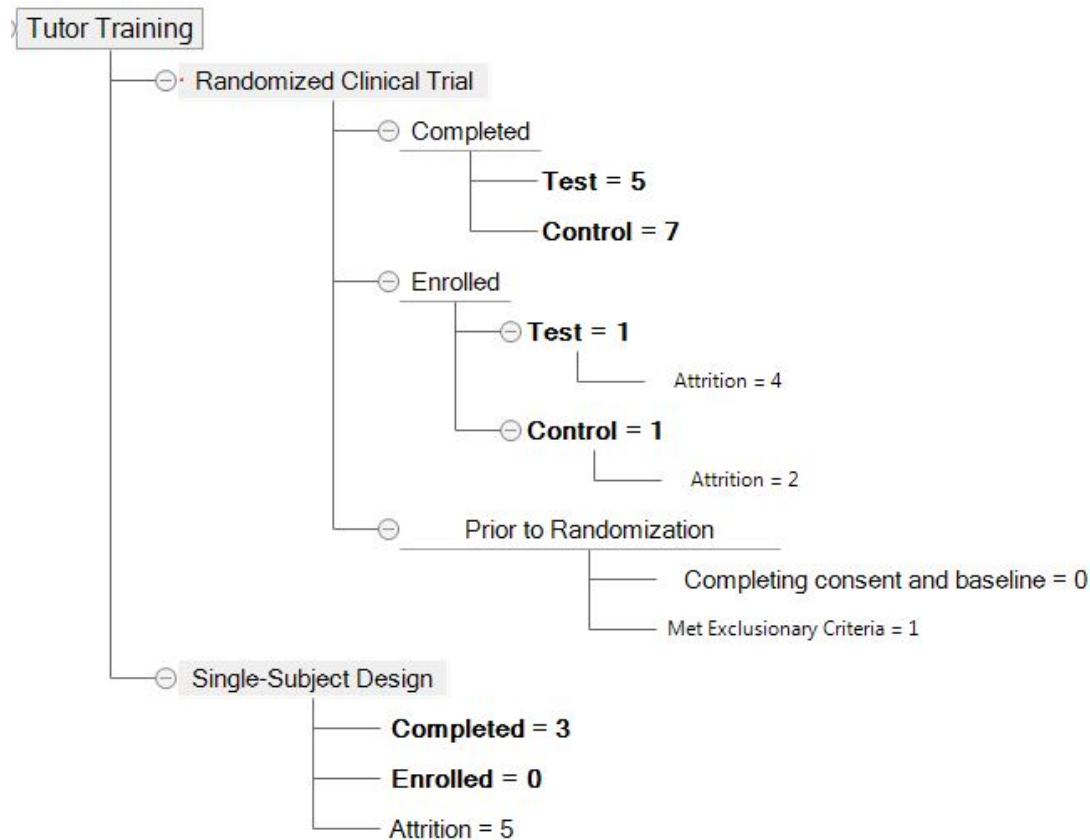 Tutor Training
Randomized Clinical Trial
Completed
Test = 5
Control = 7
Enrolled
Test = 1
Attrition = 4
Control = 1
Attrition = 2
Prior to Randomization
Completing consent and baseline = 0
Met Exclusionary Criteria = 1
Single-Subject Design
Completed = 3
Enrolled = 0
Attrition = 5